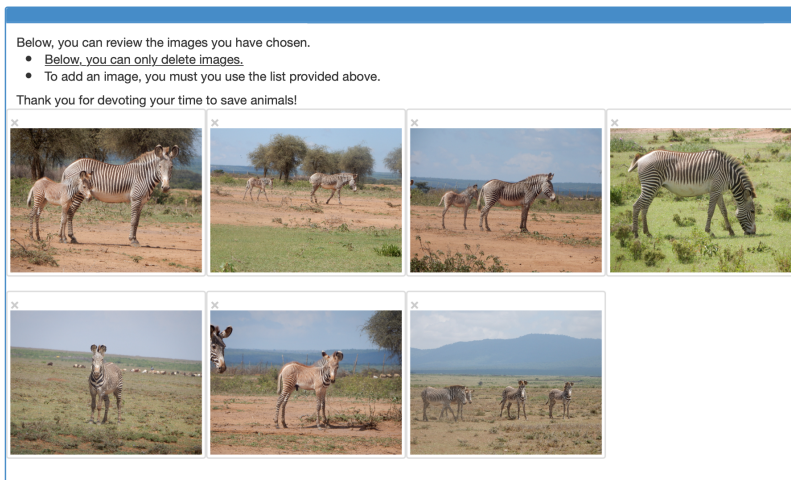 Below, you can review the images you have chosen.
Below, you can only delete images.
To add an image, you must you use the list provided above.
Thank you for devoting your time to save animals!